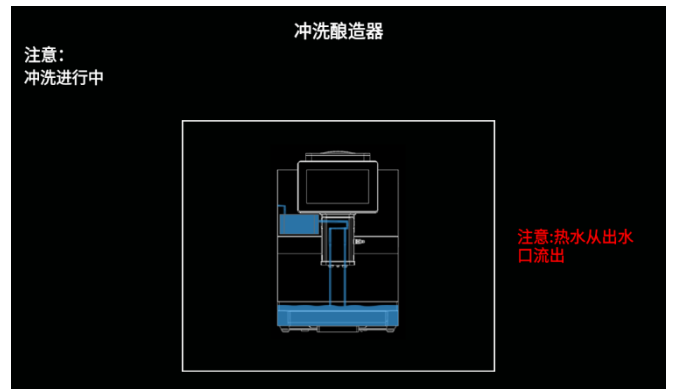 冲洗酿造器
注意：
冲洗进行中
注意:热水从出水
口流出